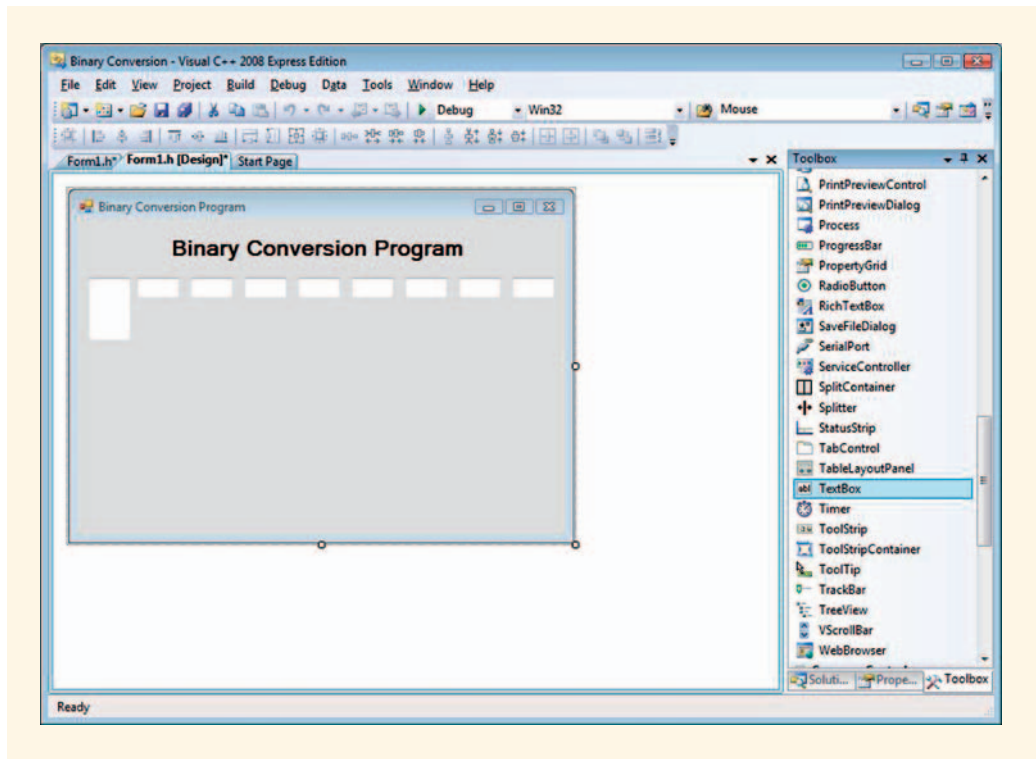 Binary Conversion - Visual C++ 2008 Express Edition
File Edit View Project Build Debug Data Tools Window Help
Debug Win32 Mouse
Form1.h* Form1.h [Design]* Start Page
Toolbox
Binary Conversion Program
Binary Conversion Program
PrintPreviewControl
PrintPreviewDialog
Process
ProgressBar
PropertyGrid
RadioButton
RichTextBox
SaveFileDialog
SerialPort
ServiceController
SplitContainer
Splitter
StatusStrip
TabControl
TableLayoutPanel
abl TextBox
Timer
ToolStrip
ToolStripContainer
ToolTip
TrackBar
TreeView
VScrollBar
WebBrowser
Soluti... Prope... Toolbox
Ready